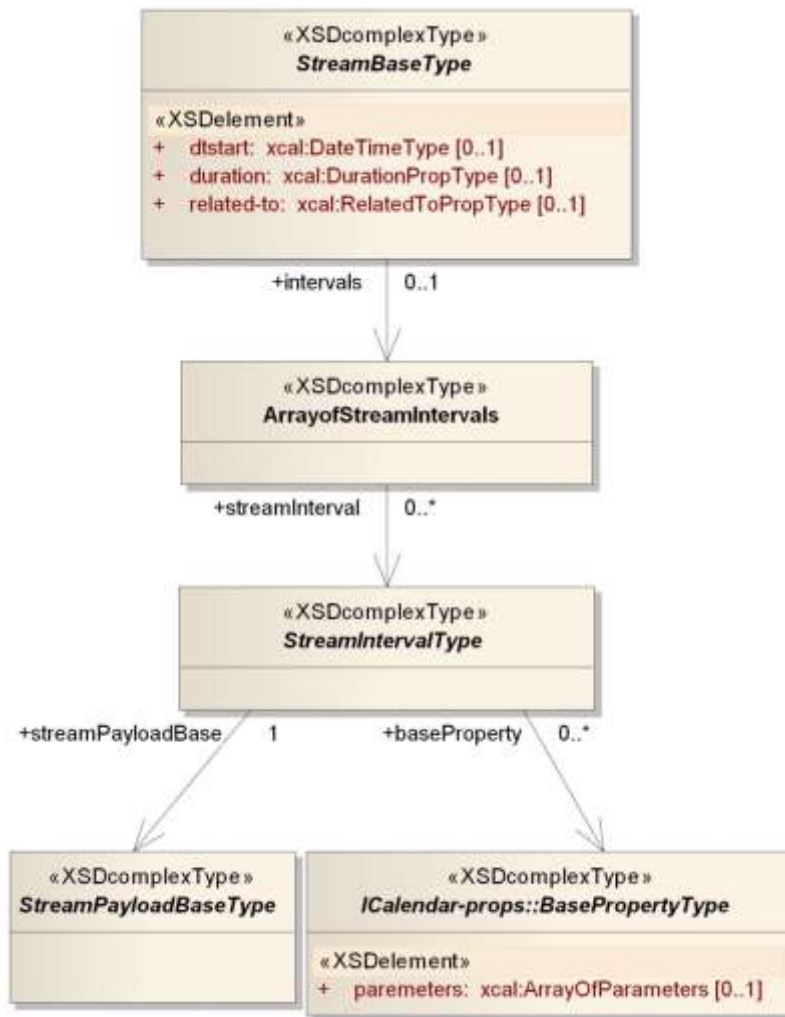 «XSDcomplexType»
StreamBaseType
«XSDelement»
+ dtstart: xcal:DateTimeType [0..1]
+ duration: xcal:DurationPropType [0..1]
+ related-to: xcal:RelatedToPropType [0..1]
+intervals 0..1
«XSDcomplexType»
ArrayofStreamIntervals
+streamInterval 0..*
«XSDcomplexType»
StreamIntervalType
+streamPayloadBase 1 +baseProperty 0..*
«XSDcomplexType»
StreamPayloadBaseType
«XSDcomplexType»
ICalendar-props::BasePropertyType
«XSDelement»
+ paremeters: xcal:ArrayOfParameters [0..1]